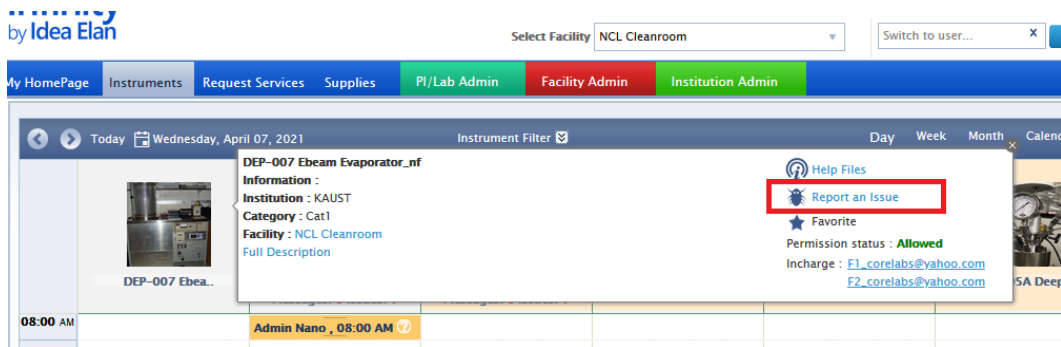 by Idea Elan
Select Facility NCL Cleanroom
Switch to user... x
My HomePage Instruments Request Services Supplies PI/Lab Admin Facility Admin Institution Admin
Today Wednesday, April 07, 2021 Instrument Filter Day Week Month
DEP-007 Ebeam Evaporator_nf
Information :
Institution : KAUST
Category : Cat1
Facility : NCL Cleanroom
Full Description
Help Files
Report an Issue
Favorite
Permission status : Allowed
Incharge : F1_corelabs@yahoo.com
F2_corelabs@yahoo.com
DEP-007 Ebea..
5A Deep
08:00 AM
Admin Nano , 08:00 AM ?